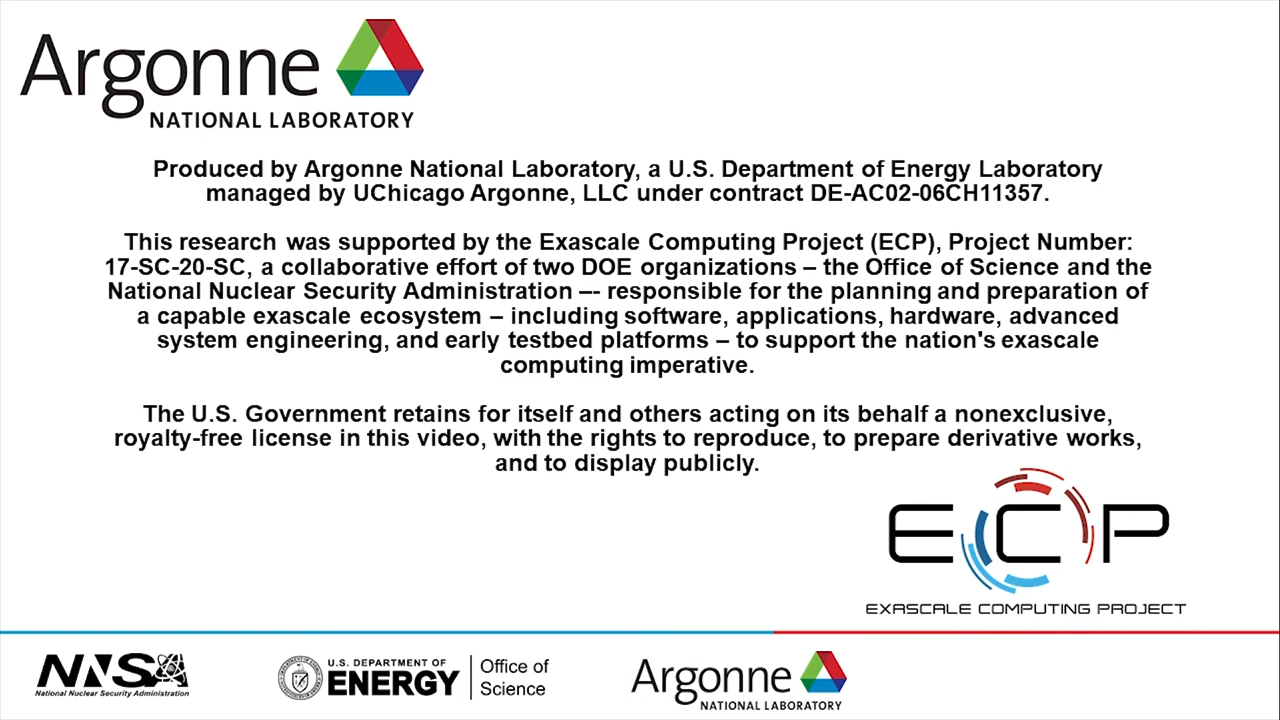 Argonne
NATIONAL LABORATORY
Produced by Argonne National Laboratory, a U.S. Department of Energy Laboratory
managed by UChicago Argonne, LLC under contract DE-AC02-06CH11357.
This research was supported by the Exascale Computing Project (ECP), Project Number:
17-SC-20-SC, a collaborative effort of two DOE organizations – the Office of Science and the
National Nuclear Security Administration –- responsible for the planning and preparation of
a capable exascale ecosystem – including software, applications, hardware, advanced
system engineering, and early testbed platforms – to support the nation's exascale
computing imperative.
The U.S. Government retains for itself and others acting on its behalf a nonexclusive,
royalty-free license in this video, with the rights to reproduce, to prepare derivative works,
and to display publicly.
ECP
EXASCALE COMPUTING PROJECT
NNSA
National Nuclear Security Administration
U.S. DEPARTMENT OF
ENERGY
Office of
Science
Argonne
NATIONAL LABORATORY